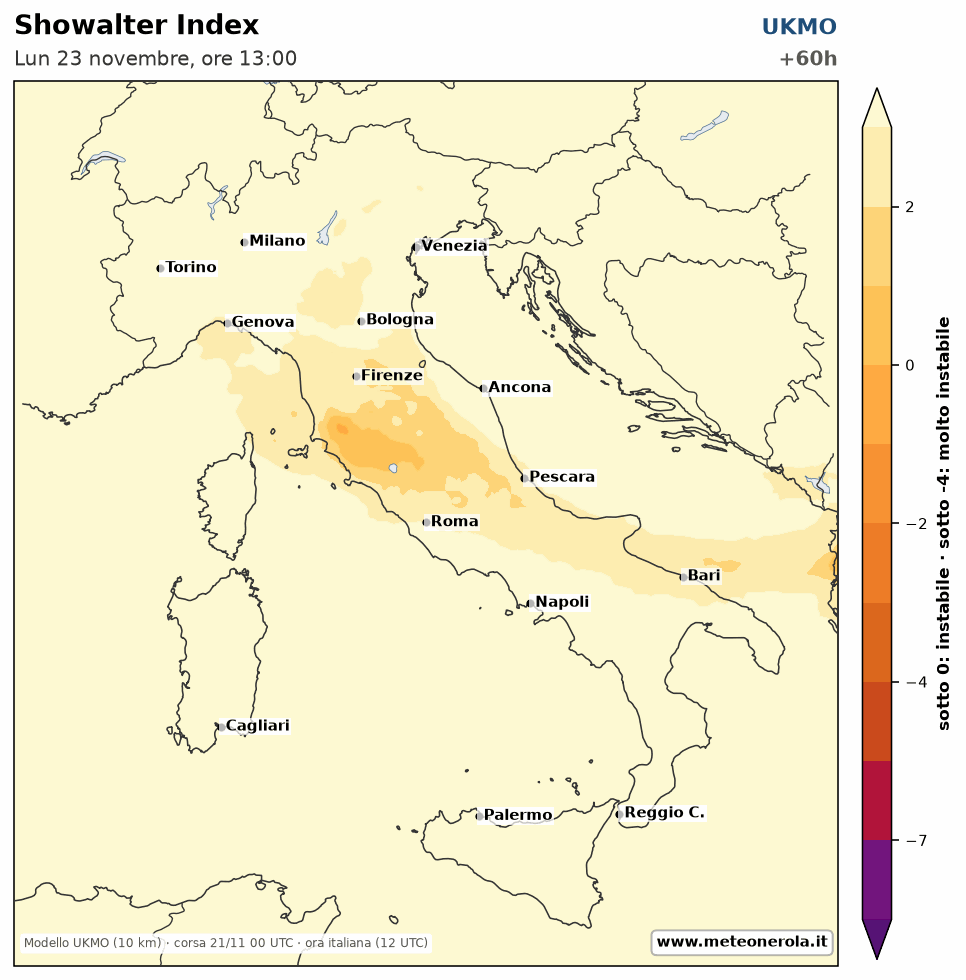 Showalter Index
UKMO
Lun 23 novembre, ore 13:00
+60h
Milano
Venezia
Torino
Genova
Bologna
Firenze
Ancona
Pescara
Roma
Bari
Napoli
Cagliari
Palermo
Reggio C.
2
0
−2
−4
−7
sotto 0: instabile · sotto -4: molto instabile
Modello UKMO (10 km) · corsa 21/11 00 UTC · ora italiana (12 UTC)
www.meteonerola.it